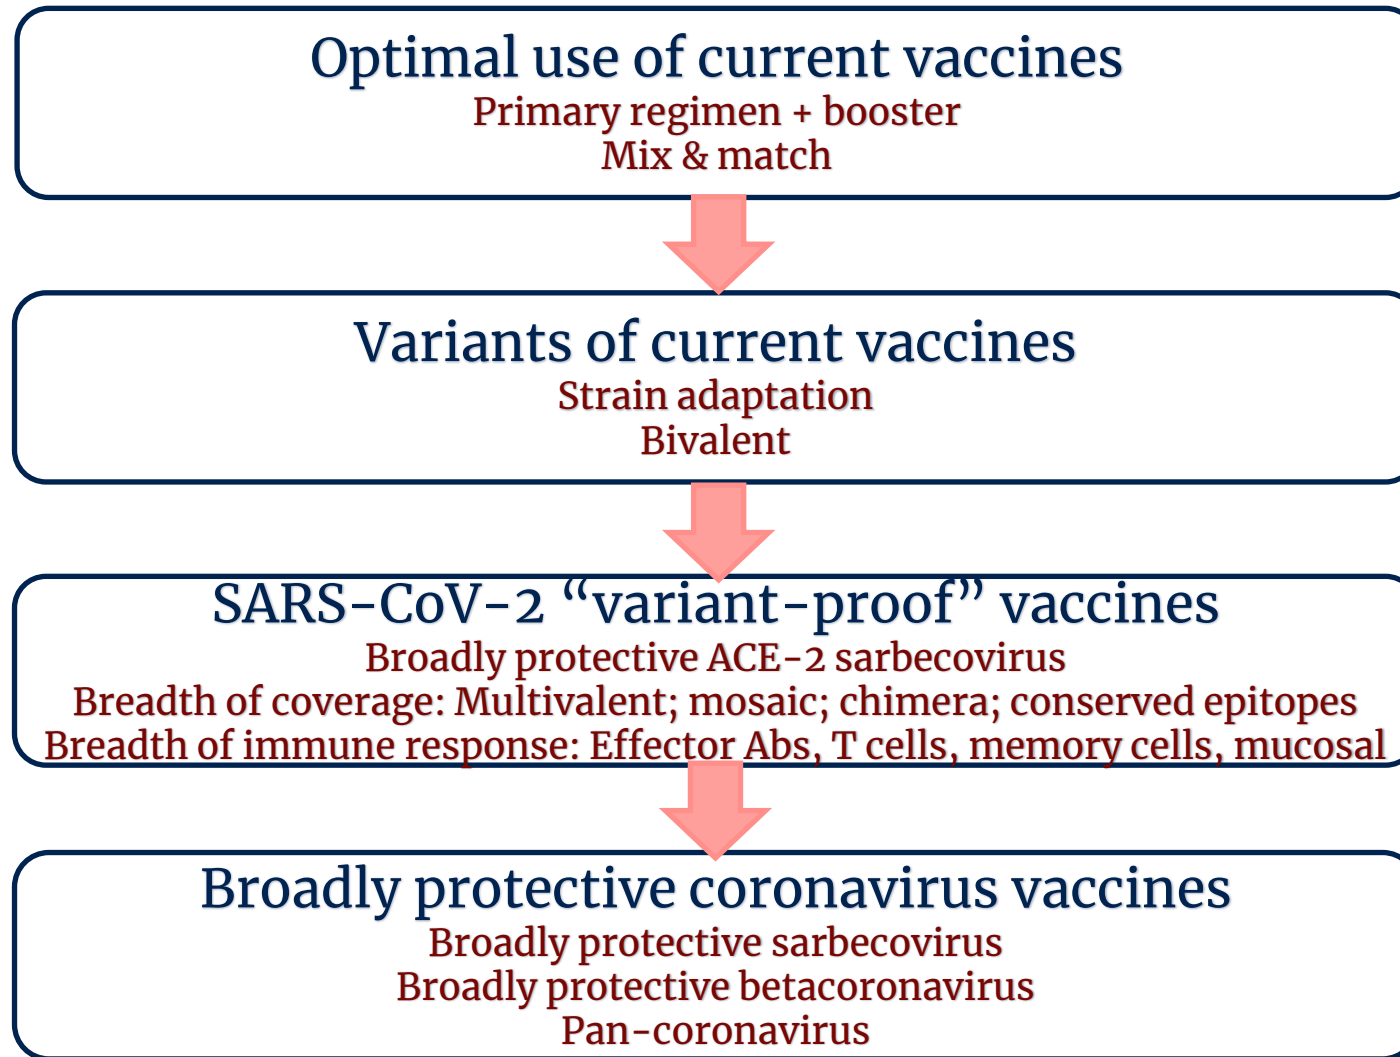 Optimal use of current vaccines
Primary regimen + booster
Mix & match
Variants of current vaccines
Strain adaptation
Bivalent
SARS-CoV-2 “variant-proof” vaccines
Broadly protective ACE-2 sarbecovirus
Breadth of coverage: Multivalent; mosaic; chimera; conserved epitopes
Breadth of immune response: Effector Abs, T cells, memory cells, mucosal
Broadly protective coronavirus vaccines
Broadly protective sarbecovirus
Broadly protective betacoronavirus
Pan-coronavirus